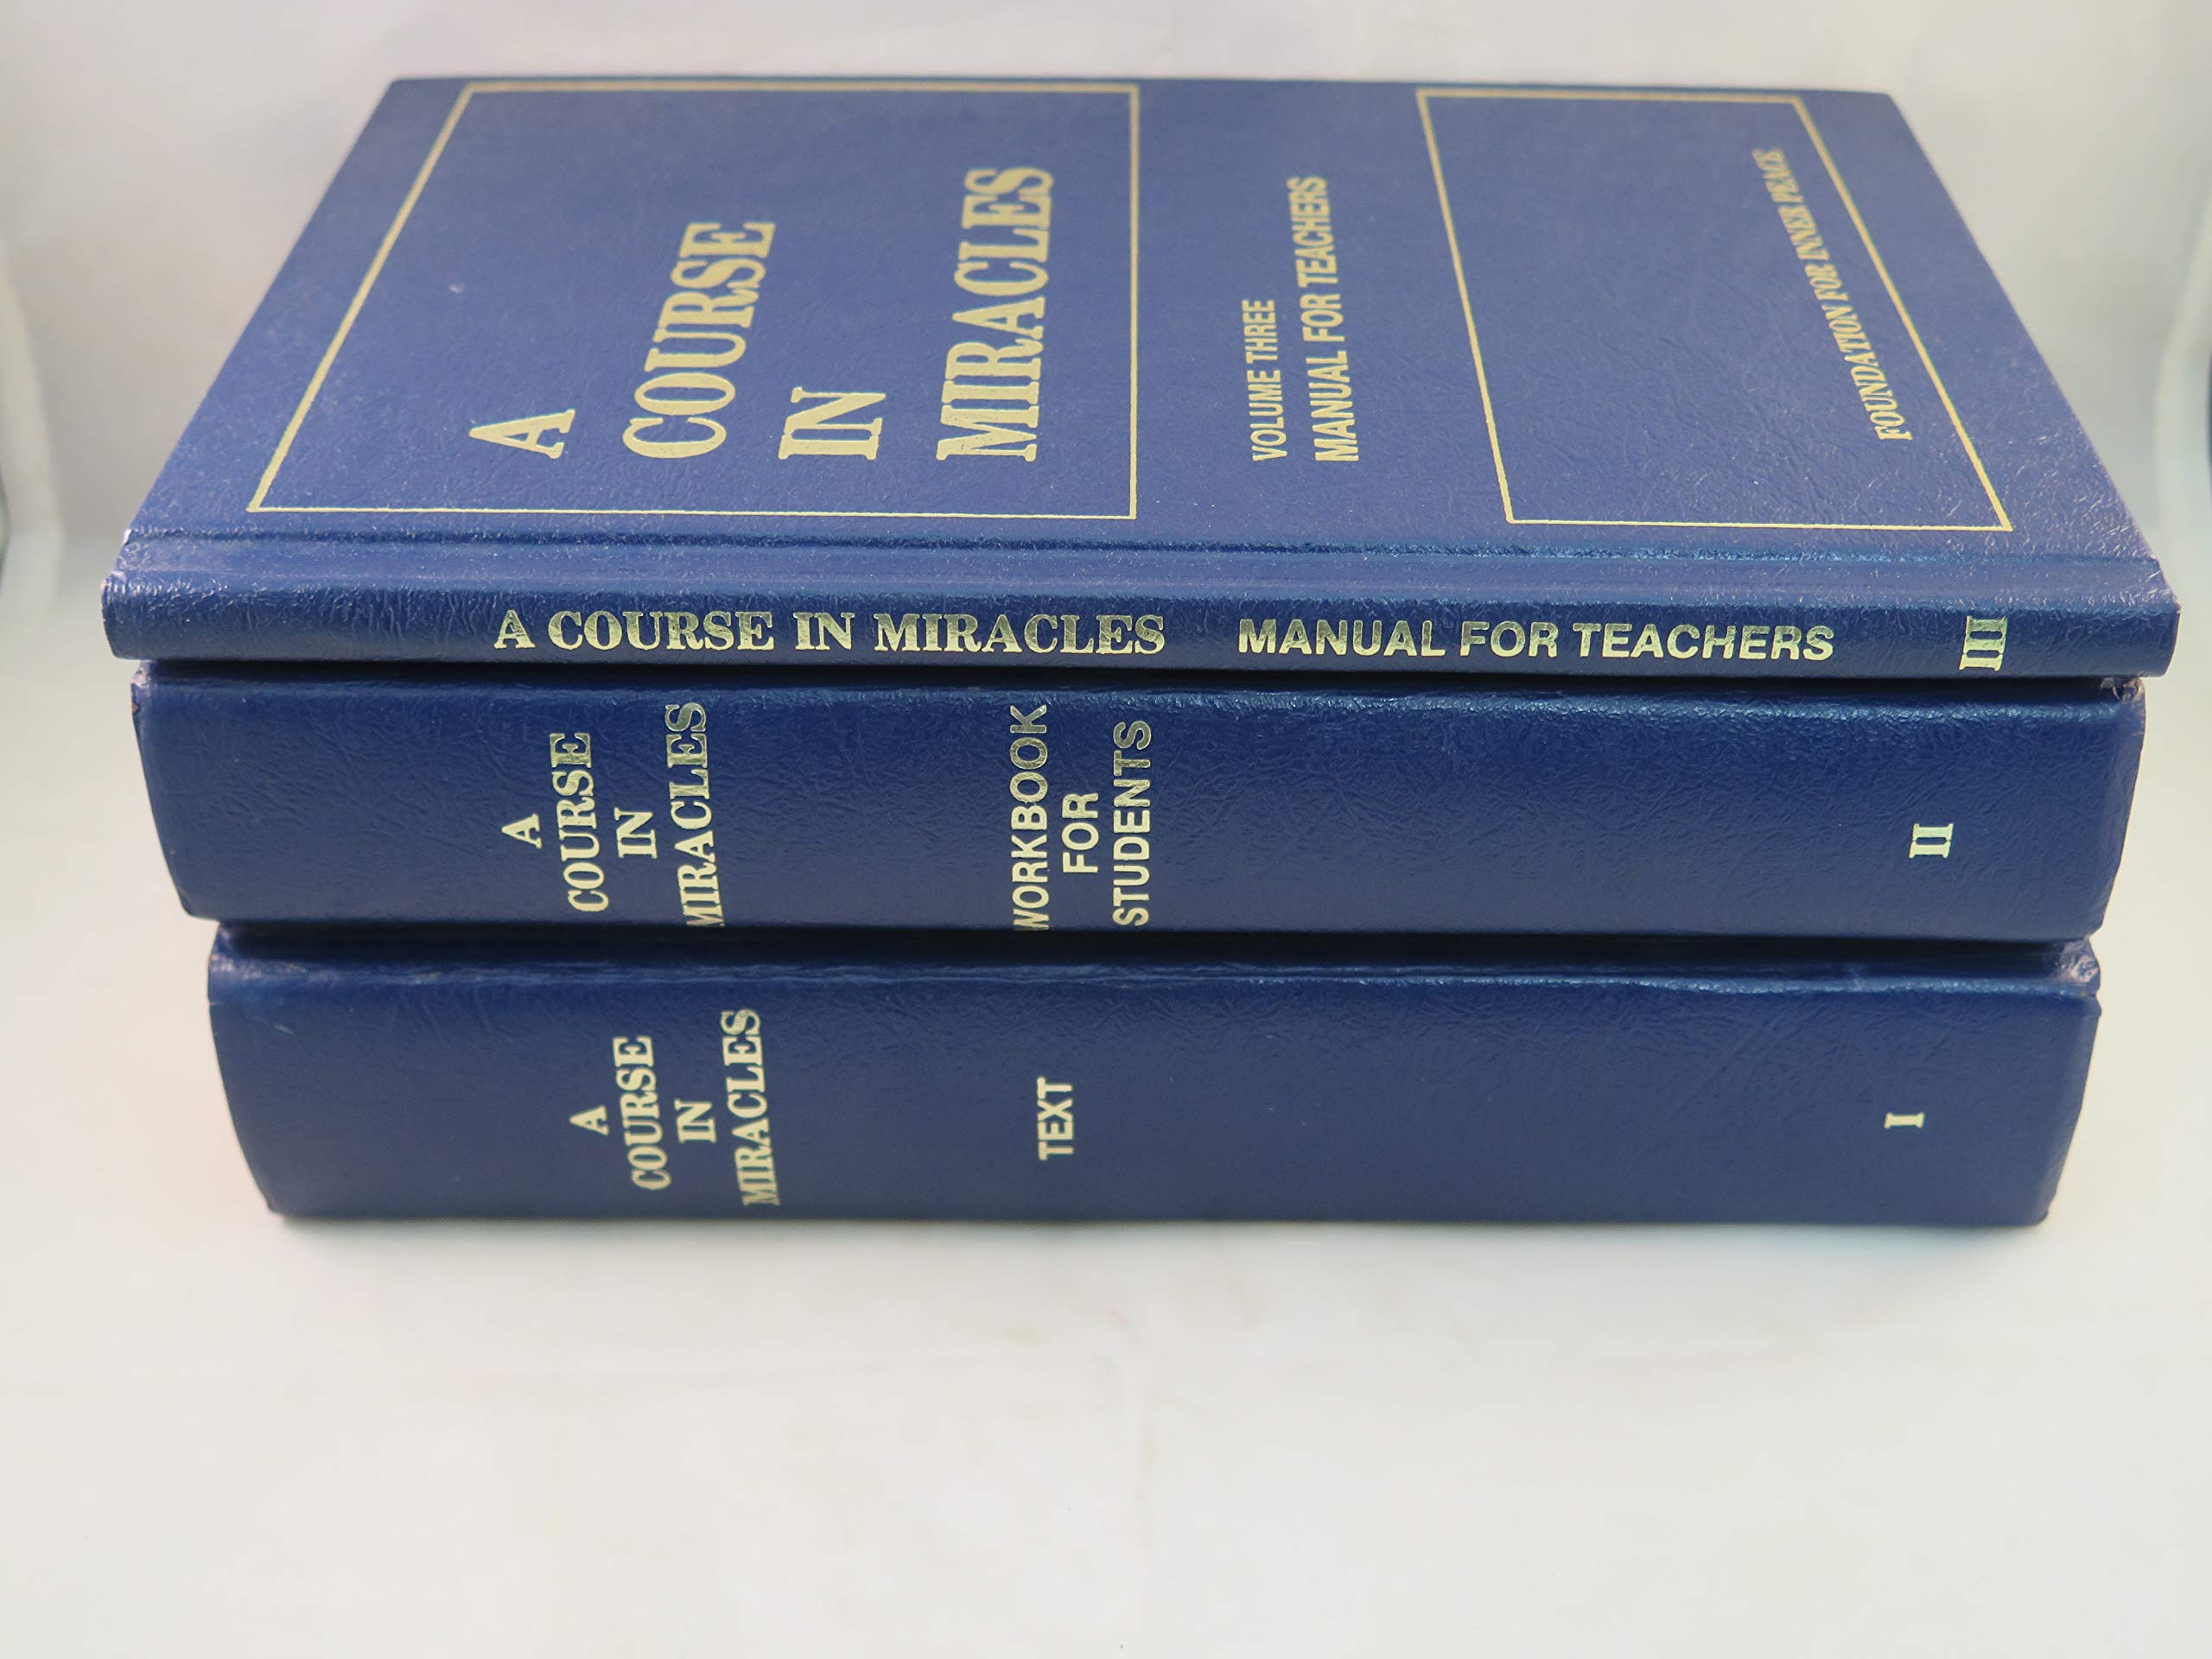 A
COURSE
IN
MIRACLES
VOLUME THREE
MANUAL FOR TEACHERS
FOUNDATION FOR INNER PEACE
A COURSE IN MIRACLES MANUAL FOR TEACHERS III
A
COURSE
IN
MIRACLES
WORKBOOK
FOR
STUDENTS
II
A
COURSE
IN
MIRACLES
TEXT
I